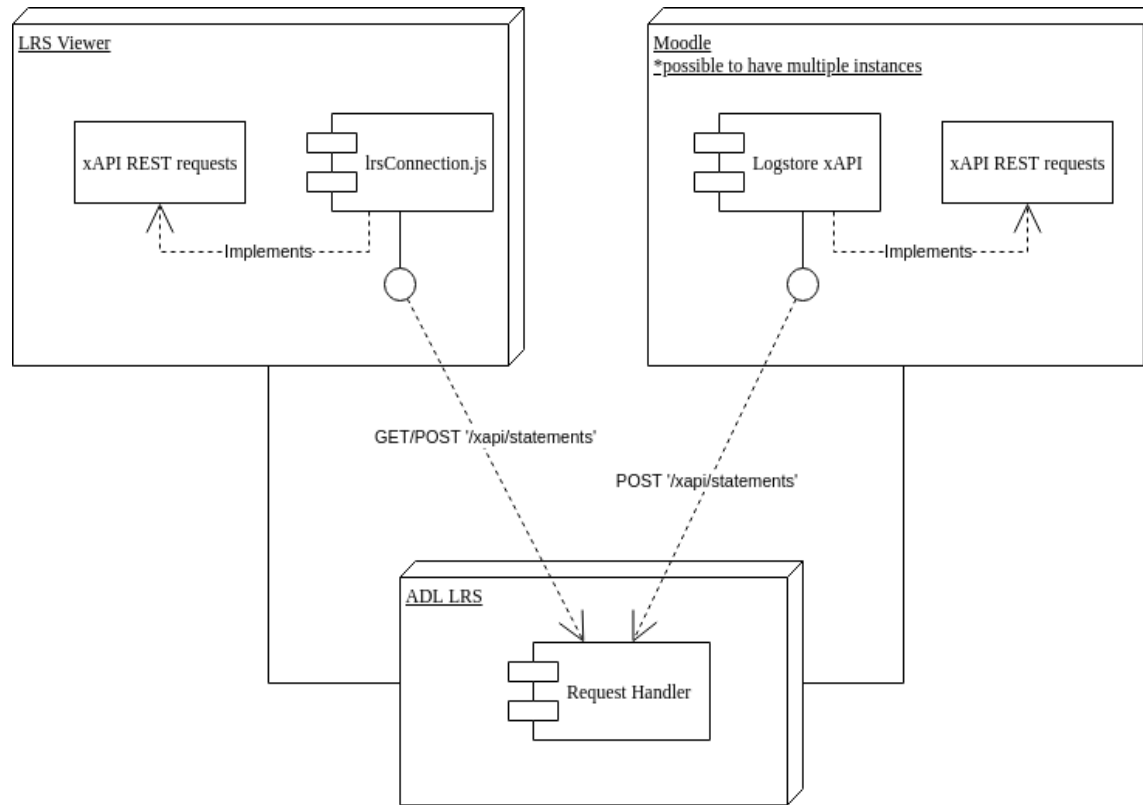 LRS Viewer
xAPI REST requests
lrsConnection.js
Implements
Moodle
*possible to have multiple instances
Logstore xAPI
xAPI REST requests
Implements
GET/POST '/xapi/statements'
POST '/xapi/statements'
ADL LRS
Request Handler